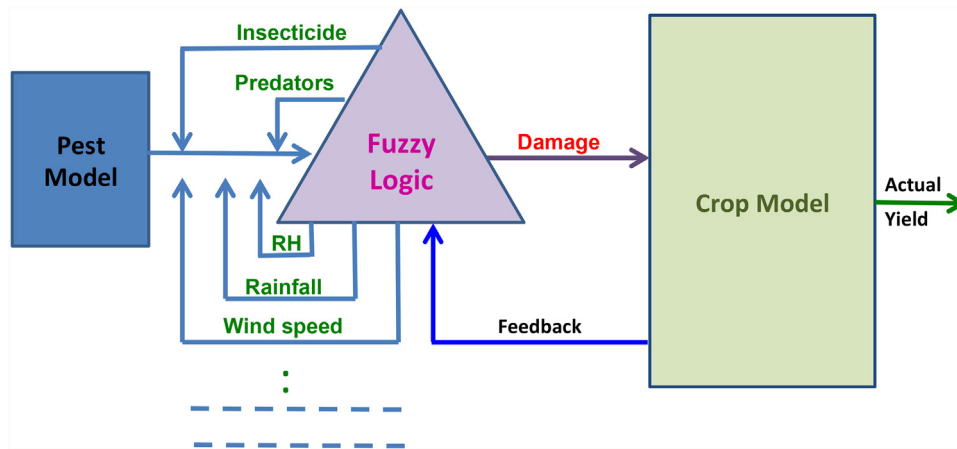 Insecticide
Predators
Pest
Model
Fuzzy
Logic
Damage
Crop Model
Actual
Yield
RH
Rainfall
Wind speed
Feedback
: